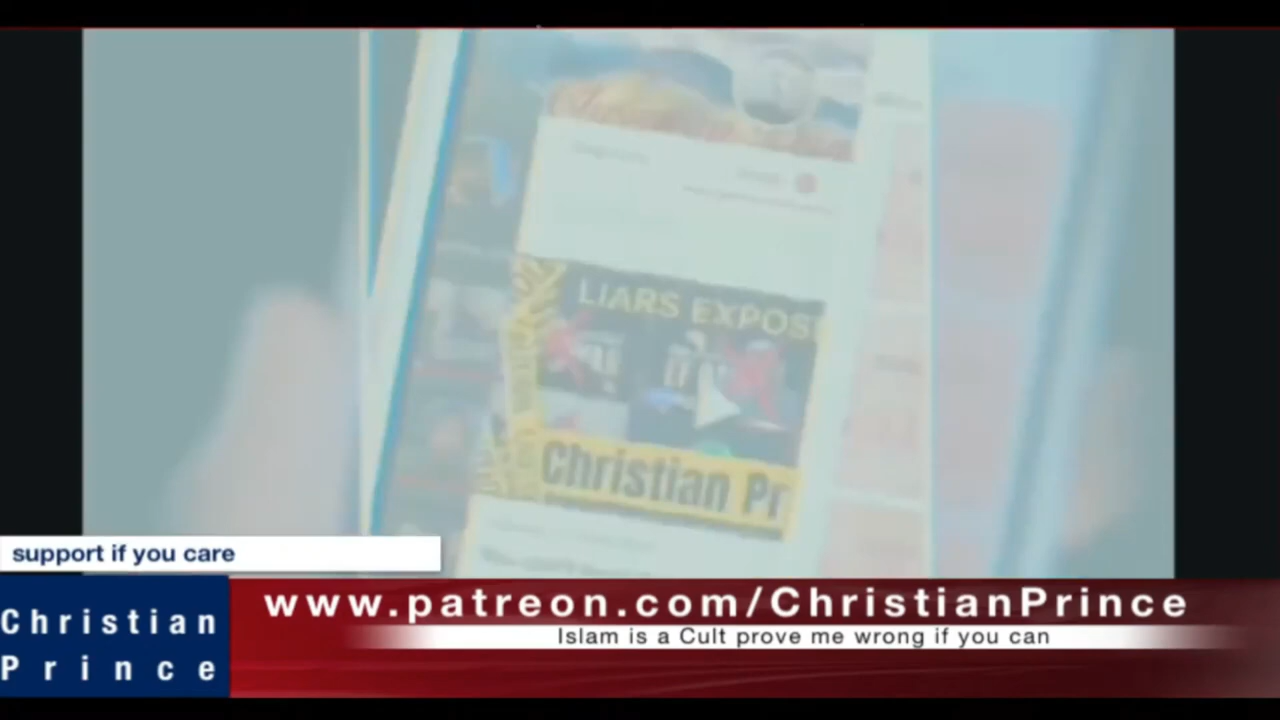 LIARS EXPOS
Christian Pr
support if you care
Christian
Prince
www.patreon.com/ChristianPrince
Islam is a Cult prove me wrong if you can